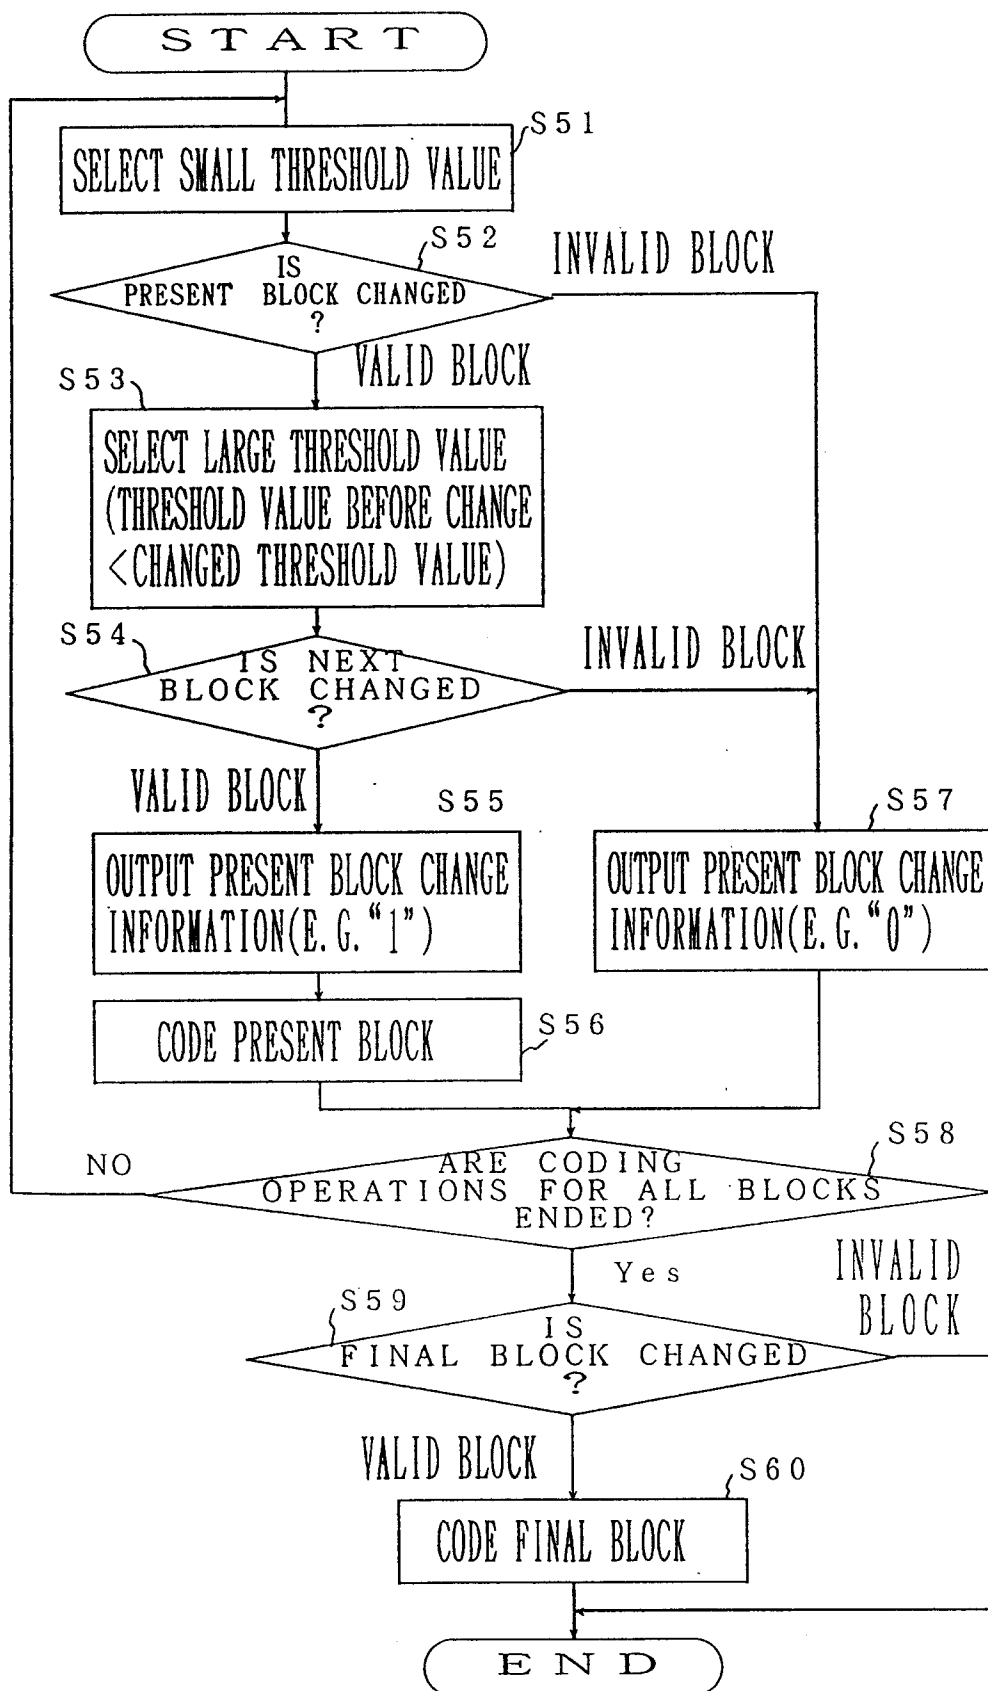 START
S51
SELECT SMALL THRESHOLD VALUE
S52
INVALID BLOCK
IS
PRESENT BLOCK CHANGED
?
VALID BLOCK
S53
SELECT LARGE THRESHOLD VALUE
(THRESHOLD VALUE BEFORE CHANGE
<CHANGED THRESHOLD VALUE)
S54
INVALID BLOCK
IS NEXT
BLOCK CHANGED
?
VALID BLOCK
S55
S57
OUTPUT PRESENT BLOCK CHANGE
INFORMATION(E.G."1")
OUTPUT PRESENT BLOCK CHANGE
INFORMATION(E.G."0")
S56
CODE PRESENT BLOCK
S58
NO
ARE CODING
OPERATIONS FOR ALL BLOCKS
ENDED?
Yes
INVALID
BLOCK
S59
IS
FINAL BLOCK CHANGED
?
VALID BLOCK
S60
CODE FINAL BLOCK
END